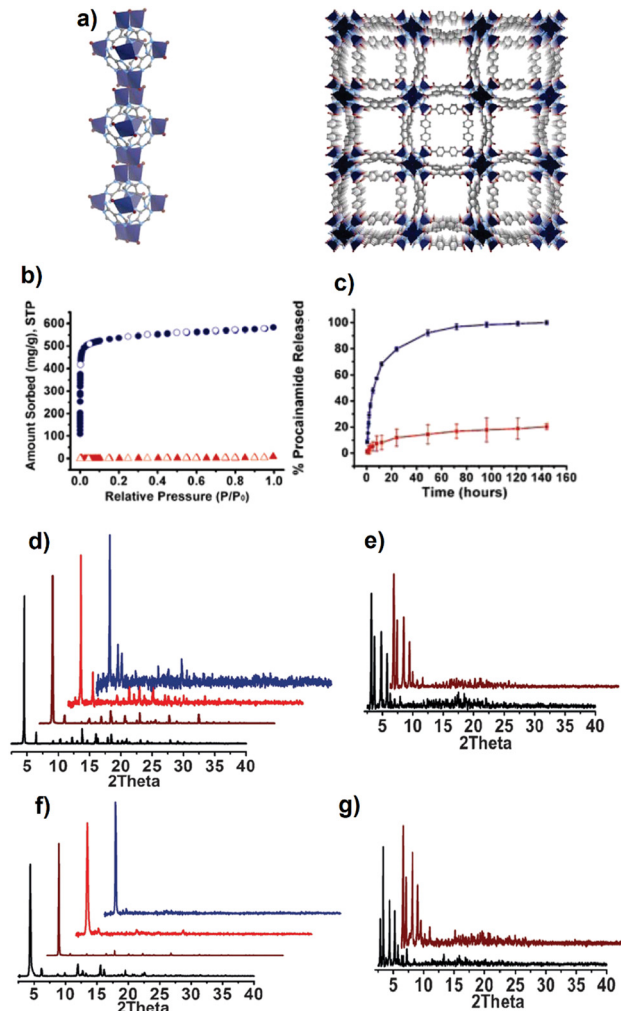 a)
b)
c)
Amount Sorbed (mg/g), STP
600
500
400
300
200
100
0
0.0 0.2 0.4 0.6 0.8 1.0
Relative Pressure (P/P₀)
% Procainamide Released
100
80
60
40
20
0
0 20 40 60 80 100 120 140 160
Time (hours)
d)
5 10 15 20 25 30 35 40
2Theta
e)
5 10 15 20 25 30 35 40
2Theta
f)
5 10 15 20 25 30 35 40
2Theta
g)
5 10 15 20 25 30 35 40
2Theta